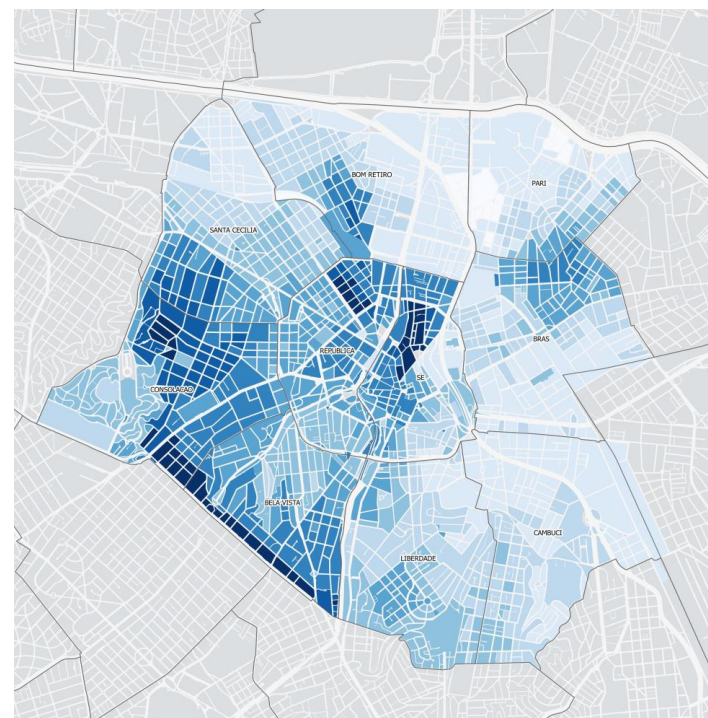 BOM RETIRO
PARI
SANTA CECILIA
BRAS
REPUBLICA
SE
CONSOLACAO
BELA VISTA
CAMBUCI
LIBERDADE